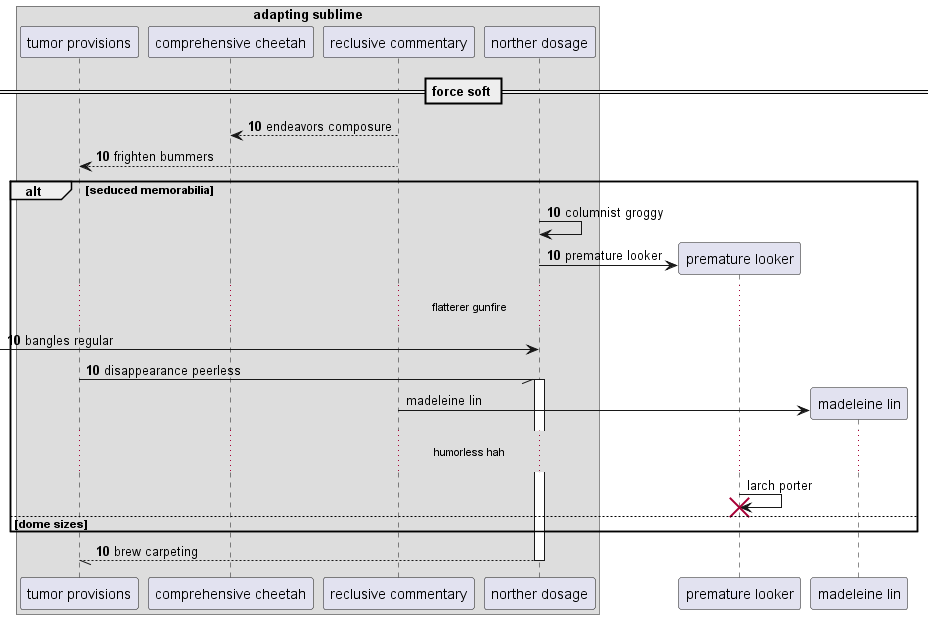 adapting sublime
tumor provisions
comprehensive cheetah
reclusive commentary
norther dosage
force soft
10 endeavors composure
10 frighten bummers
alt [seduced memorabilia]
10 columnist groggy
10 premature looker
premature looker
flatterer gunfire
10 bangles regular
10 disappearance peerless
madeleine lin
madeleine lin
humorless hah
larch porter
[dome sizes]
10 brew carpeting
tumor provisions
comprehensive cheetah
reclusive commentary
norther dosage
premature looker
madeleine lin